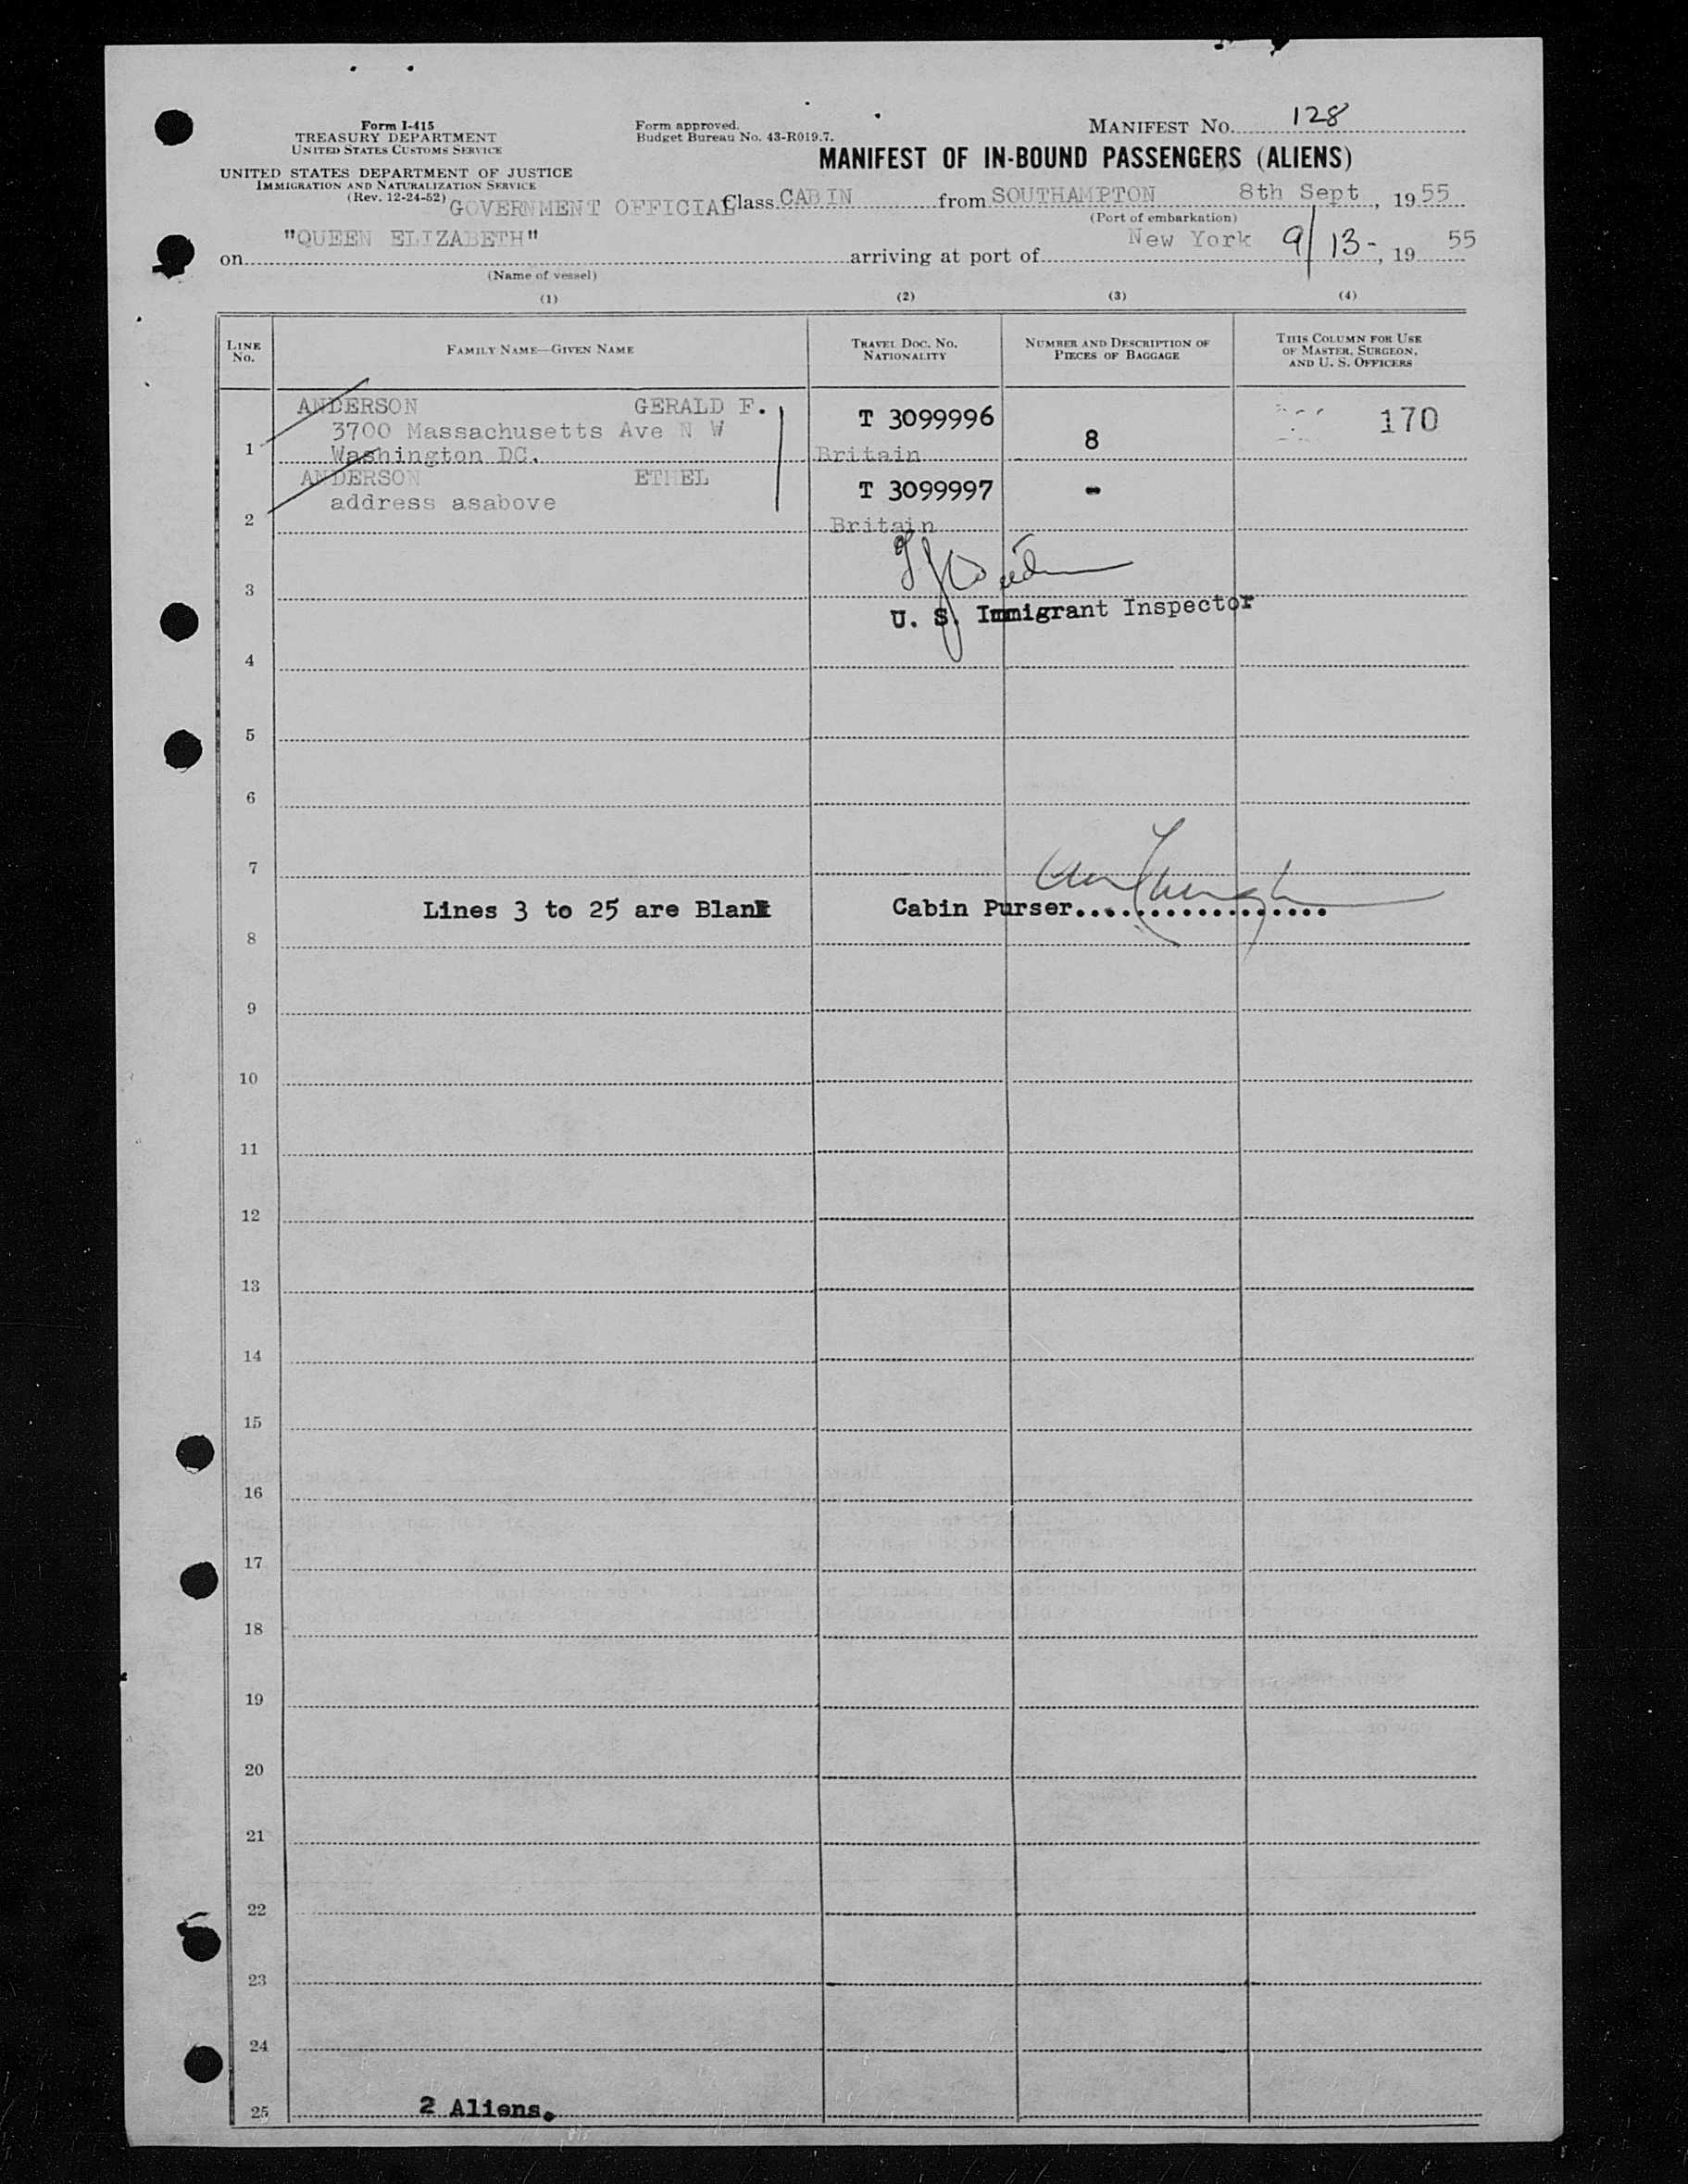 Form I-415
TREASURY DEPARTMENT
UNITED STATES CUSTOMS SERVICE
UNITED STATES DEPARTMENT OF JUSTICE
IMMIGRATION AND NATURALIZATION SERVICE
(Rev. 12-24-52)
Form approved.
Budget Bureau No. 43-R019.7.
MANIFEST No. 128
MANIFEST OF IN-BOUND PASSENGERS (ALIENS)
GOVERNMENT OFFICIAL Class CABIN from SOUTHAMPTON 8th Sept, 1955
(Port of embarkation)
on "QUEEN ELIZABETH" arriving at port of New York 9/13-, 19 55
(Name of vessel)
(1) (2) (3) (4)
LINE No. FAMILY NAME—GIVEN NAME TRAVEL DOC. No. NATIONALITY NUMBER AND DESCRIPTION OF PIECES OF BAGGAGE THIS COLUMN FOR USE OF MASTER, SURGEON, AND U. S. OFFICERS
ANDERSON GERALD F. T 3099996 170
3700 Massachusetts Ave N W 8
1 Washington DC. Britain
ANDERSON ETHEL T 3099997 -
address asabove
2 Britain
3
U. S. Immigrant Inspector
4
5
6
7
Lines 3 to 25 are Blank Cabin Purser..................
8
9
10
11
12
13
14
15
16
17
18
19
20
21
22
23
24
25 2 Aliens.